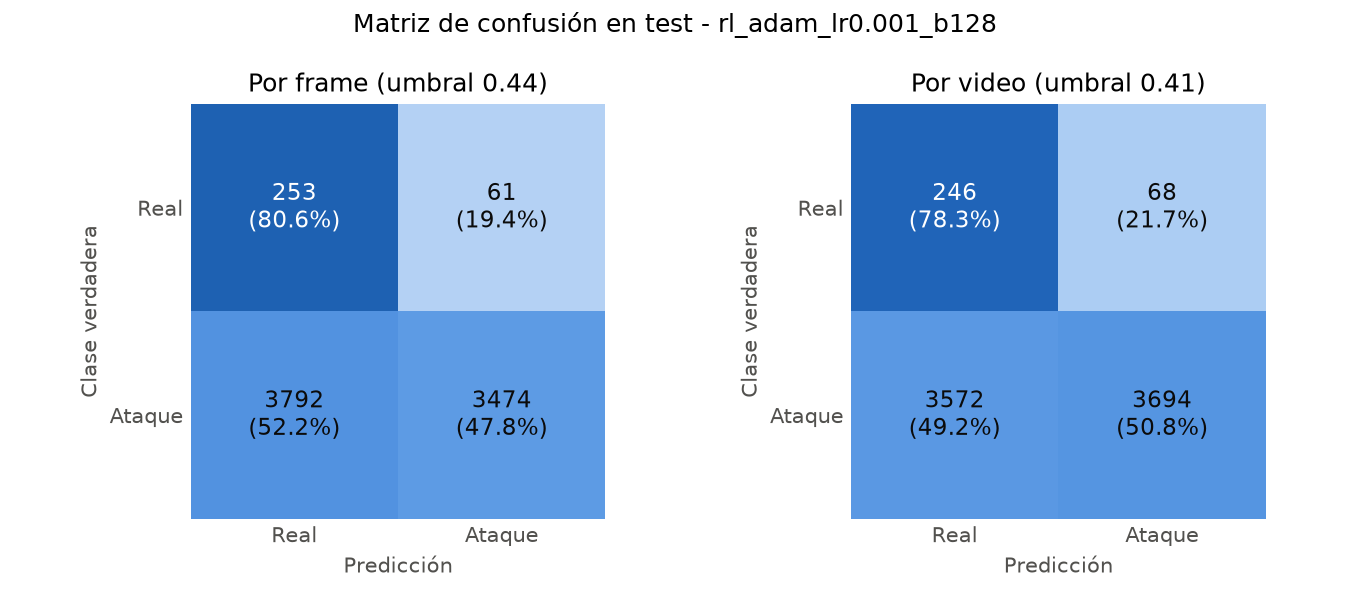 Matriz de confusión en test - rl_adam_lr0.001_b128
Por frame (umbral 0.44)
Clase verdadera
Real
253
(80.6%)
61
(19.4%)
Ataque
3792
(52.2%)
3474
(47.8%)
Real
Ataque
Predicción
Por video (umbral 0.41)
Clase verdadera
Real
246
(78.3%)
68
(21.7%)
Ataque
3572
(49.2%)
3694
(50.8%)
Real
Ataque
Predicción